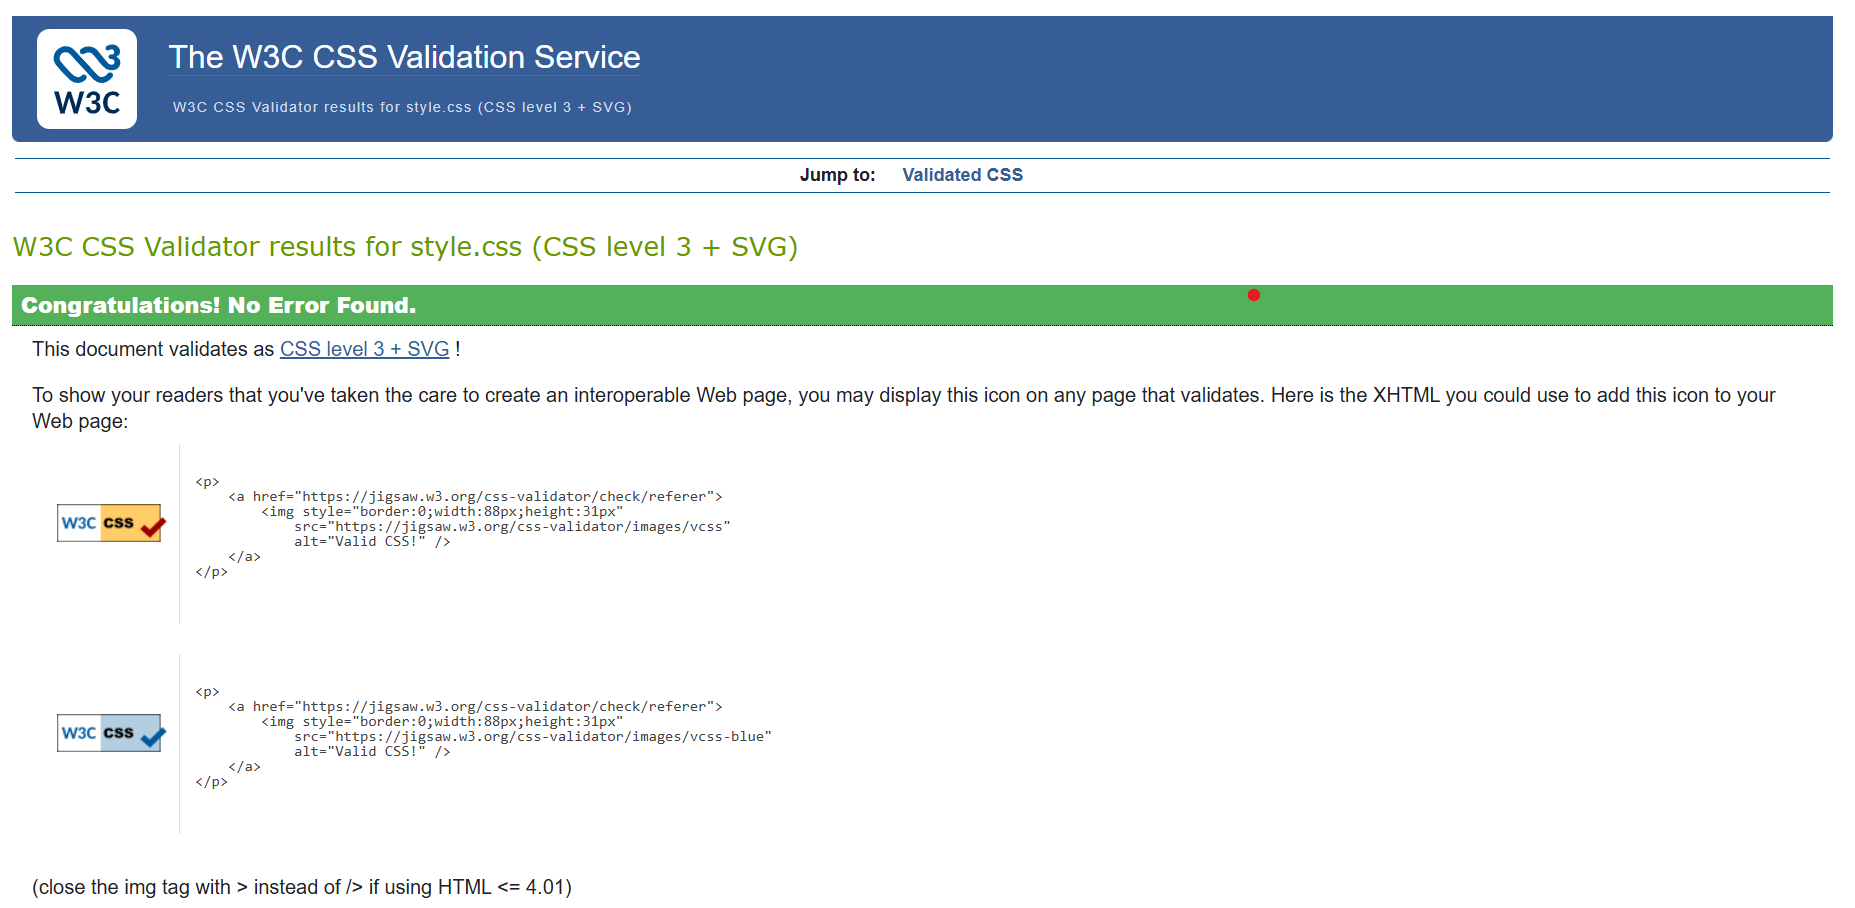 W3C
The W3C CSS Validation Service
W3C CSS Validator results for style.css (CSS level 3 + SVG)
Jump to: Validated CSS
W3C CSS Validator results for style.css (CSS level 3 + SVG)
Congratulations! No Error Found.
This document validates as CSS level 3 + SVG !
To show your readers that you've taken the care to create an interoperable Web page, you may display this icon on any page that validates. Here is the XHTML you could use to add this icon to your
Web page:
W3C css
<p>
    <a href="https://jigsaw.w3.org/css-validator/check/referer">
        <img style="border:0;width:88px;height:31px"
            src="https://jigsaw.w3.org/css-validator/images/vcss"
            alt="Valid CSS!" />
    </a>
</p>
W3C css
<p>
    <a href="https://jigsaw.w3.org/css-validator/check/referer">
        <img style="border:0;width:88px;height:31px"
            src="https://jigsaw.w3.org/css-validator/images/vcss-blue"
            alt="Valid CSS!" />
    </a>
</p>
(close the img tag with > instead of /> if using HTML <= 4.01)